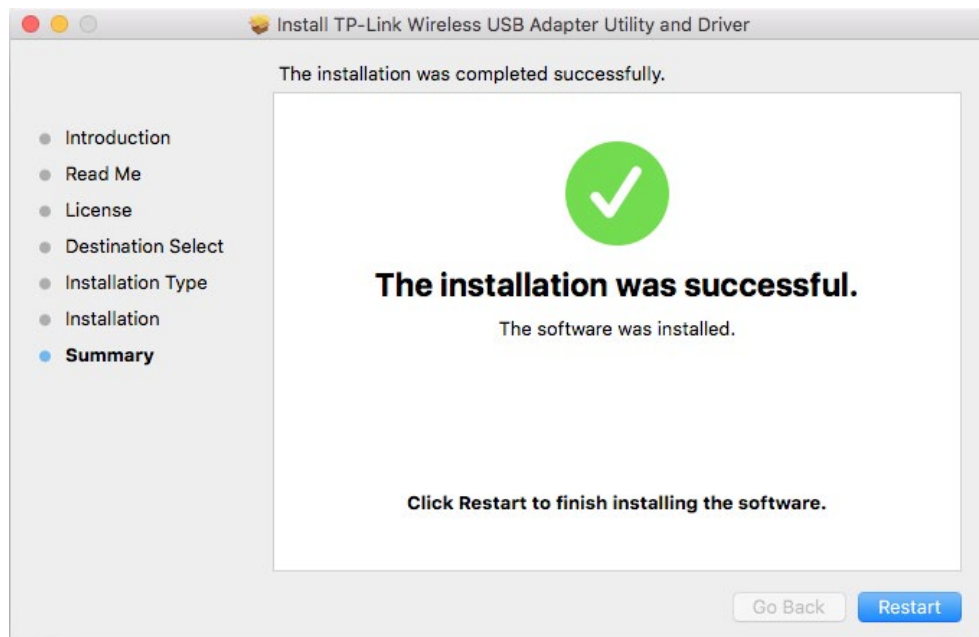 Install TP-Link Wireless USB Adapter Utility and Driver
The installation was completed successfully.
Introduction
Read Me
License
Destination Select
Installation Type
Installation
Summary
The installation was successful.
The software was installed.
Click Restart to finish installing the software.
Go Back
Restart